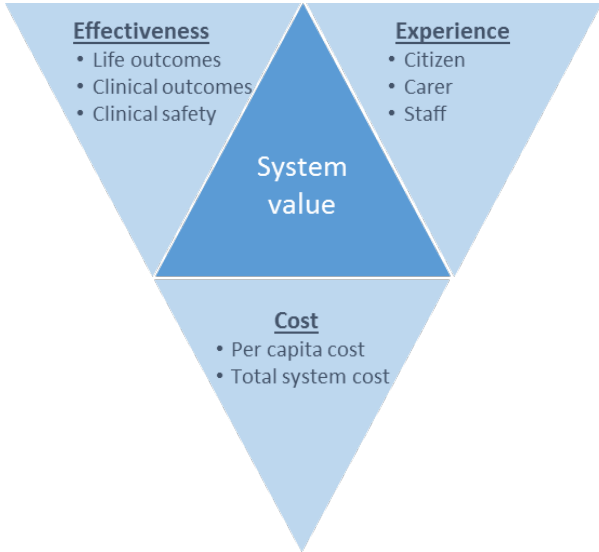 Effectiveness
• Life outcomes
• Clinical outcomes
• Clinical safety
Experience
• Citizen
• Carer
• Staff
System
value
Cost
• Per capita cost
• Total system cost